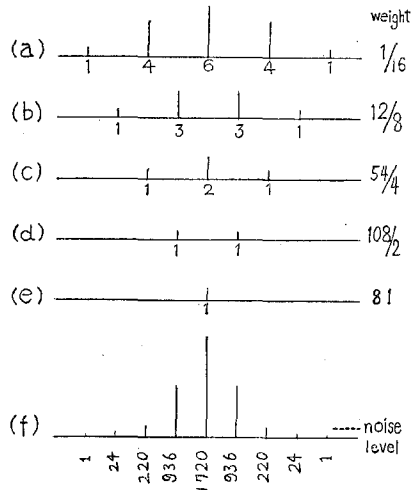 weight
(a) 1 4 6 4 1 1/16
(b) 1 3 3 1 12/8
(c) 1 2 1 54/4
(d) 1 1 108/2
(e) 1 81
(f) noise level
1 24 220 936 1720 936 220 24 1